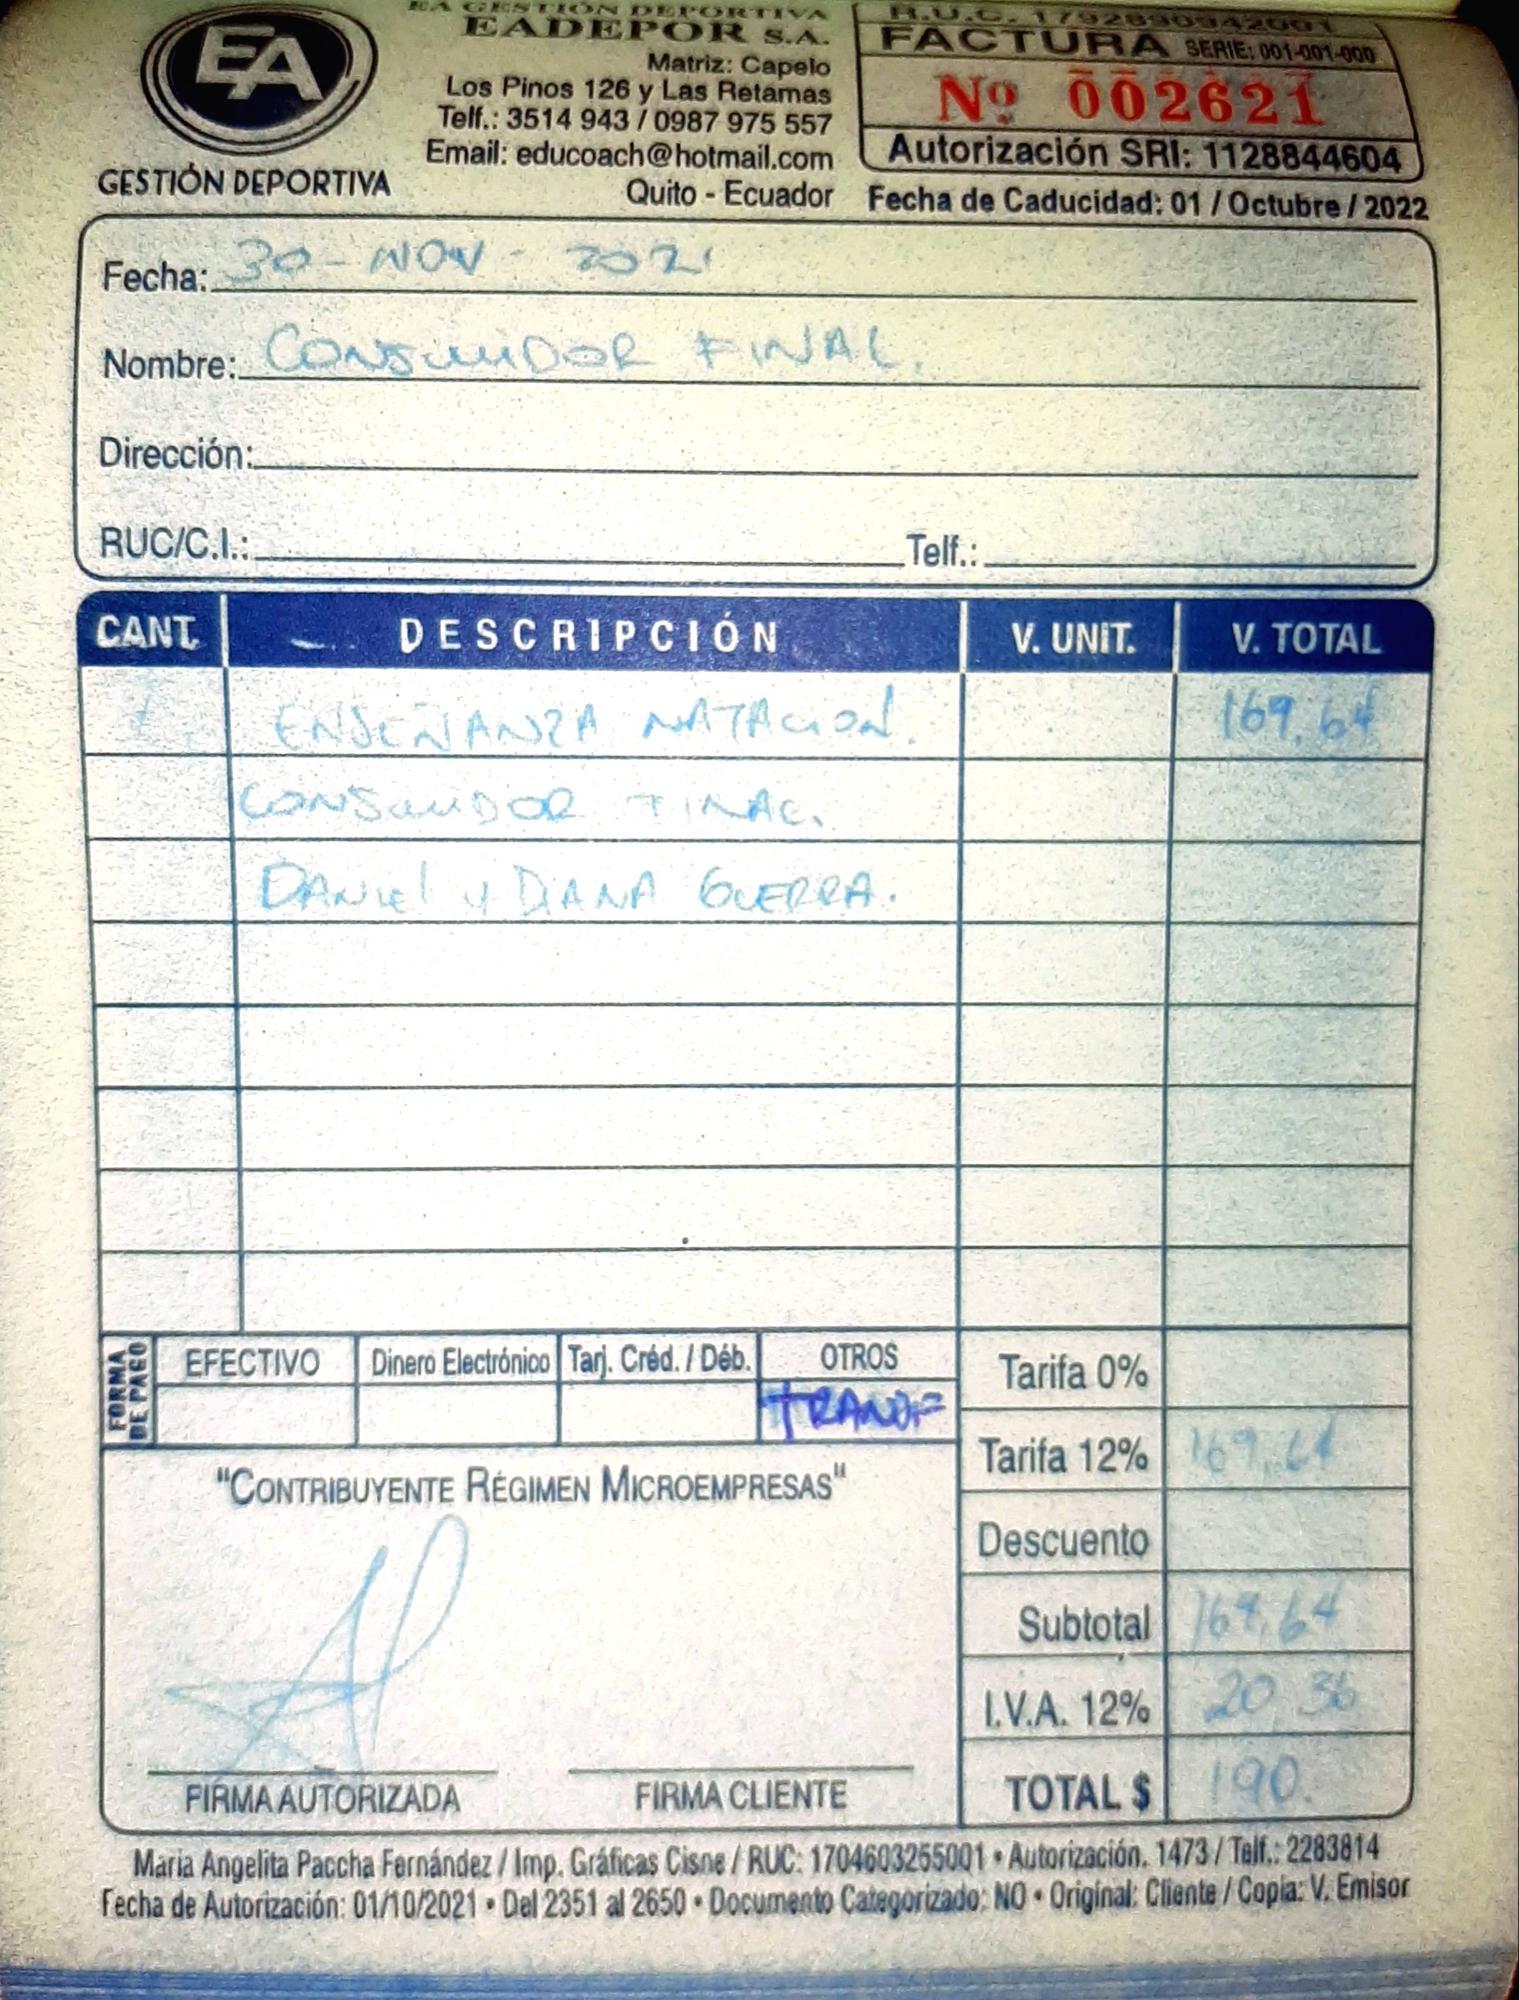 EA
GESTIÓN DEPORTIVA
EA GESTIÓN DEPORTIVA
EADEPOR S.A.
Matriz: Capelo
Los Pinos 126 y Las Retamas
Telf.: 3514 943 / 0987 975 557
Email: educoach@hotmail.com
Quito - Ecuador
R.U.C. 1792890942001
FACTURA SERIE: 001-001-000
Nº 002621
Autorización SRI: 1128844604
Fecha de Caducidad: 01 / Octubre / 2022
Fecha: 30 - NOV - 2021
Nombre: CONSUMIDOR FINAL.
Dirección:
RUC/C.I.: Telf.:
CANT. DESCRIPCIÓN V. UNIT. V. TOTAL
1 ENSEÑANZA NATACION. 169.64
CONSUMIDOR FINAL.
DANIEL Y DIANA GUERRA.
FORMA DE PAGO
EFECTIVO Dinero Electrónico Tarj. Créd. / Déb. OTROS
TRANSF
Tarifa 0%
Tarifa 12% 169.64
Descuento
Subtotal 169.64
I.V.A. 12% 20,36
TOTAL $ 190.
"CONTRIBUYENTE RÉGIMEN MICROEMPRESAS"
FIRMA AUTORIZADA FIRMA CLIENTE
Maria Angelita Paccha Fernández / Imp. Gráficas Cisne / RUC: 1704603255001 • Autorización. 1473 / Telf.: 2283814
Fecha de Autorización: 01/10/2021 • Del 2351 al 2650 • Documento Categorizado: NO • Original: Cliente / Copia: V. Emisor